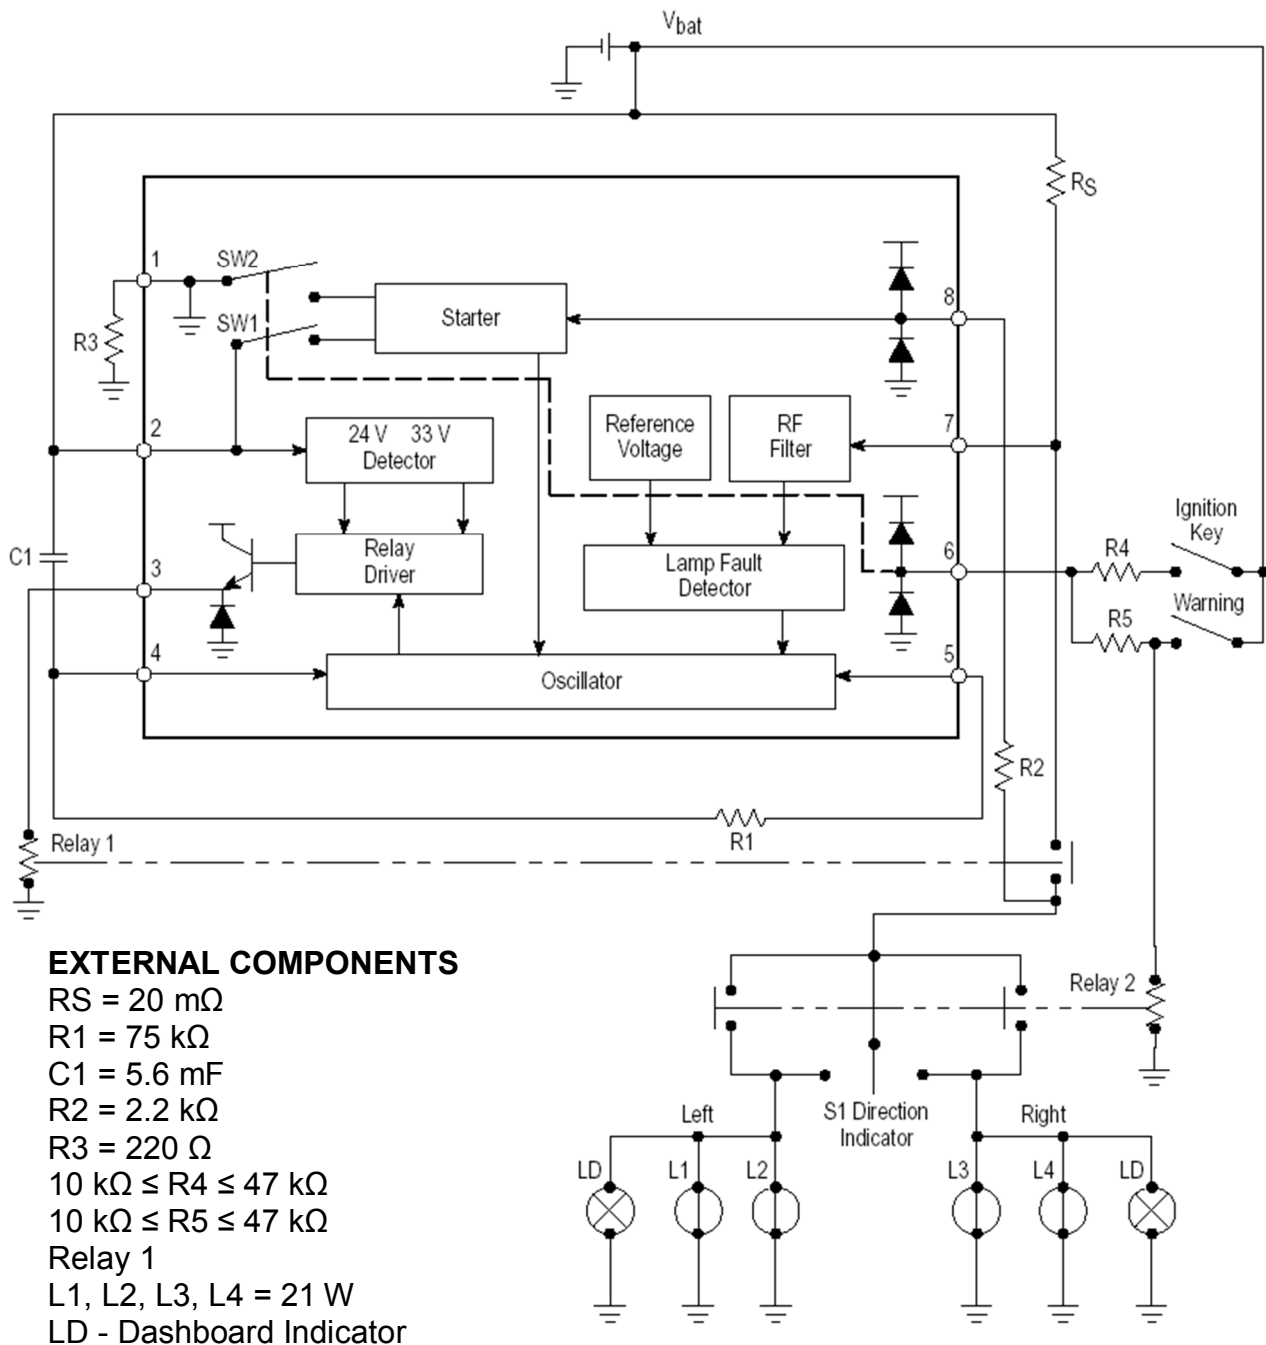 Vbat
RS
1
SW2
8
Starter
SW1
R3
Reference
Voltage
RF
Filter
7
2
24 V 33 V
Detector
Ignition
Key
C1
3
Relay
Driver
Lamp Fault
Detector
6
R4
Warning
R5
4
Oscillator
5
R2
Relay 1
R1
EXTERNAL COMPONENTS
RS = 20 mΩ
R1 = 75 kΩ
C1 = 5.6 mF
R2 = 2.2 kΩ
R3 = 220 Ω
10 kΩ ≤ R4 ≤ 47 kΩ
10 kΩ ≤ R5 ≤ 47 kΩ
Relay 1
L1, L2, L3, L4 = 21 W
LD - Dashboard Indicator
Relay 2
Left
S1 Direction
Indicator
Right
LD
L1
L2
L3
L4
LD